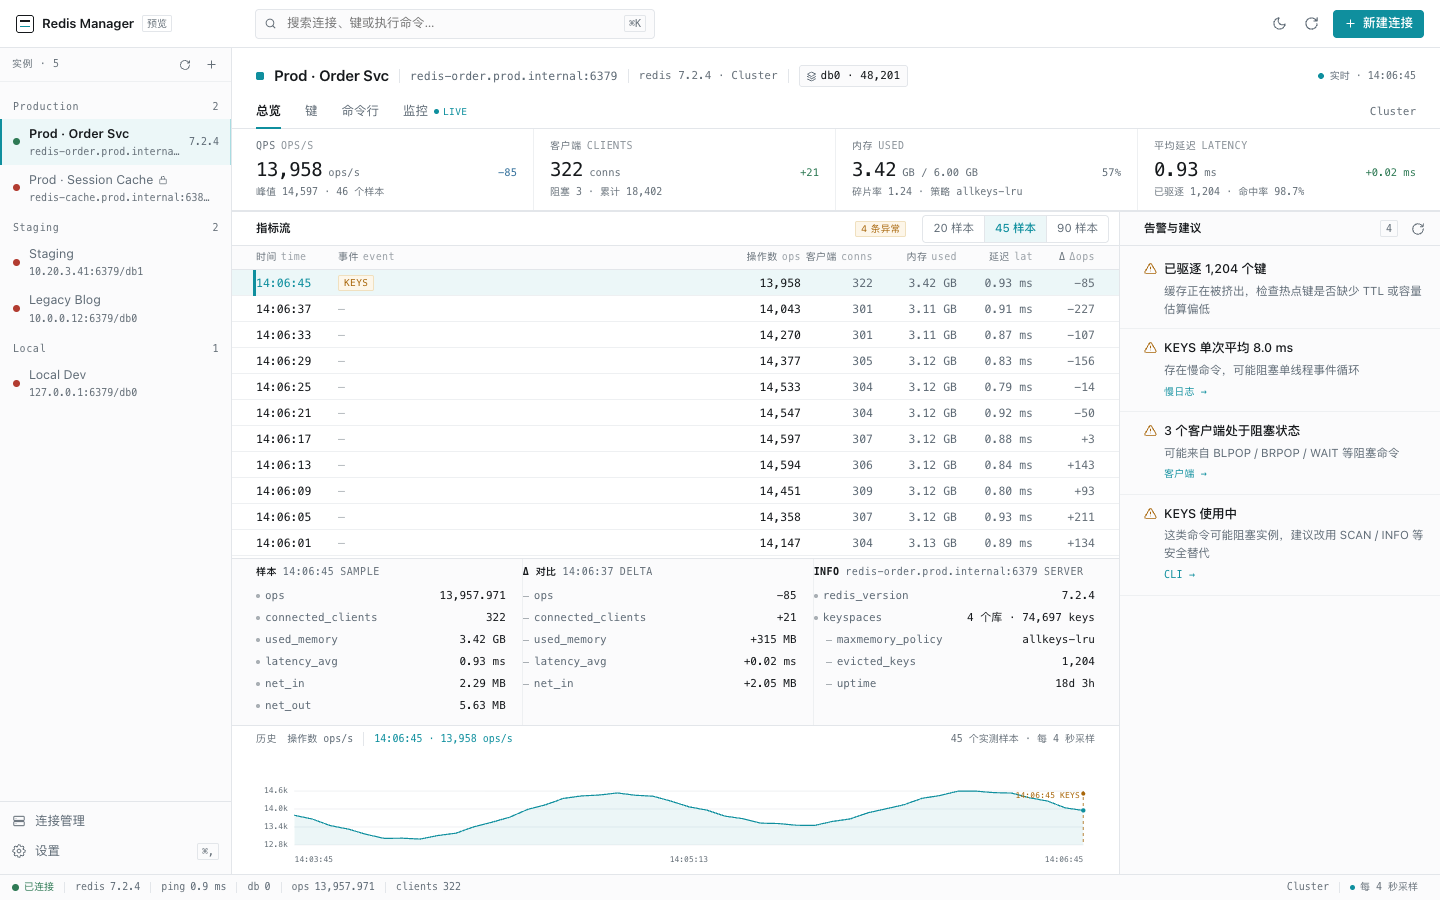 Redis Manager 预览
搜索连接、键或执行命令... ⌘K
+ 新建连接
实例 · 5
Production 2
Prod · Order Svc
redis-order.prod.interna… 7.2.4
Prod · Session Cache
redis-cache.prod.internal:638…
Staging 2
Staging
10.20.3.41:6379/db1
Legacy Blog
10.0.0.12:6379/db0
Local 1
Local Dev
127.0.0.1:6379/db0
连接管理
设置 ⌘,
Prod · Order Svc redis-order.prod.internal:6379 redis 7.2.4 · Cluster db0 · 48,201 实时 · 14:06:45
总览 键 命令行 监控 LIVE Cluster
QPS OPS/S
13,958 ops/s −85
峰值 14,597 · 46 个样本
客户端 CLIENTS
322 conns +21
阻塞 3 · 累计 18,402
内存 USED
3.42 GB / 6.00 GB 57%
碎片率 1.24 · 策略 allkeys-lru
平均延迟 LATENCY
0.93 ms +0.02 ms
已驱逐 1,204 · 命中率 98.7%
指标流 4 条异常 20 样本 45 样本 90 样本
时间 time 事件 event 操作数 ops 客户端 conns 内存 used 延迟 lat Δ Δops
14:06:45 KEYS 13,958 322 3.42 GB 0.93 ms −85
14:06:37 — 14,043 301 3.11 GB 0.91 ms −227
14:06:33 — 14,270 301 3.11 GB 0.87 ms −107
14:06:29 — 14,377 305 3.12 GB 0.83 ms −156
14:06:25 — 14,533 304 3.12 GB 0.79 ms −14
14:06:21 — 14,547 304 3.12 GB 0.92 ms −50
14:06:17 — 14,597 307 3.12 GB 0.88 ms +3
14:06:13 — 14,594 306 3.12 GB 0.84 ms +143
14:06:09 — 14,451 309 3.12 GB 0.80 ms +93
14:06:05 — 14,358 307 3.12 GB 0.93 ms +211
14:06:01 — 14,147 304 3.13 GB 0.89 ms +134
样本 14:06:45 SAMPLE
ops 13,957.971
connected_clients 322
used_memory 3.42 GB
latency_avg 0.93 ms
net_in 2.29 MB
net_out 5.63 MB
Δ 对比 14:06:37 DELTA
— ops −85
— connected_clients +21
— used_memory +315 MB
— latency_avg +0.02 ms
— net_in +2.05 MB
INFO redis-order.prod.internal:6379 SERVER
redis_version 7.2.4
keyspaces 4 个库 · 74,697 keys
— maxmemory_policy allkeys-lru
— evicted_keys 1,204
— uptime 18d 3h
历史 操作数 ops/s 14:06:45 · 13,958 ops/s 45 个实测样本 · 每 4 秒采样
14.6k
14.0k
13.4k
12.8k
14:06:45 KEYS
14:03:45 14:05:13 14:06:45
告警与建议 4
已驱逐 1,204 个键
缓存正在被挤出，检查热点键是否缺少 TTL 或容量
估算偏低
KEYS 单次平均 8.0 ms
存在慢命令，可能阻塞单线程事件循环
慢日志 →
3 个客户端处于阻塞状态
可能来自 BLPOP / BRPOP / WAIT 等阻塞命令
客户端 →
KEYS 使用中
这类命令可能阻塞实例，建议改用 SCAN / INFO 等
安全替代
CLI →
已连接 redis 7.2.4 ping 0.9 ms db 0 ops 13,957.971 clients 322 Cluster 每 4 秒采样